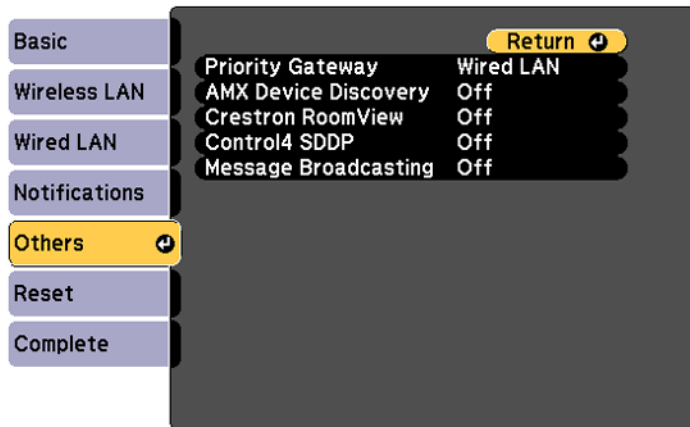 Basic
Wireless LAN
Wired LAN
Notifications
Others
Reset
Complete
Return
Priority Gateway Wired LAN
AMX Device Discovery Off
Crestron RoomView Off
Control4 SDDP Off
Message Broadcasting Off